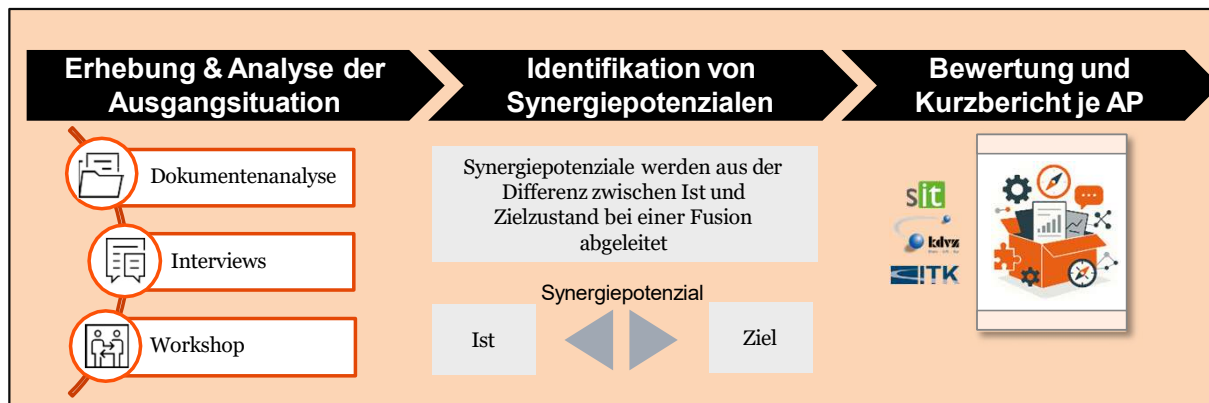 Erhebung & Analyse der
Ausgangsituation
Identifikation von
Synergiepotenzialen
Bewertung und
Kurzbericht je AP
Dokumentenanalyse
Interviews
Workshop
Synergiepotenziale werden aus der
Differenz zwischen Ist und
Zielzustand bei einer Fusion
abgeleitet
Synergiepotenzial
Ist
Ziel
sit
kdvz
ITK